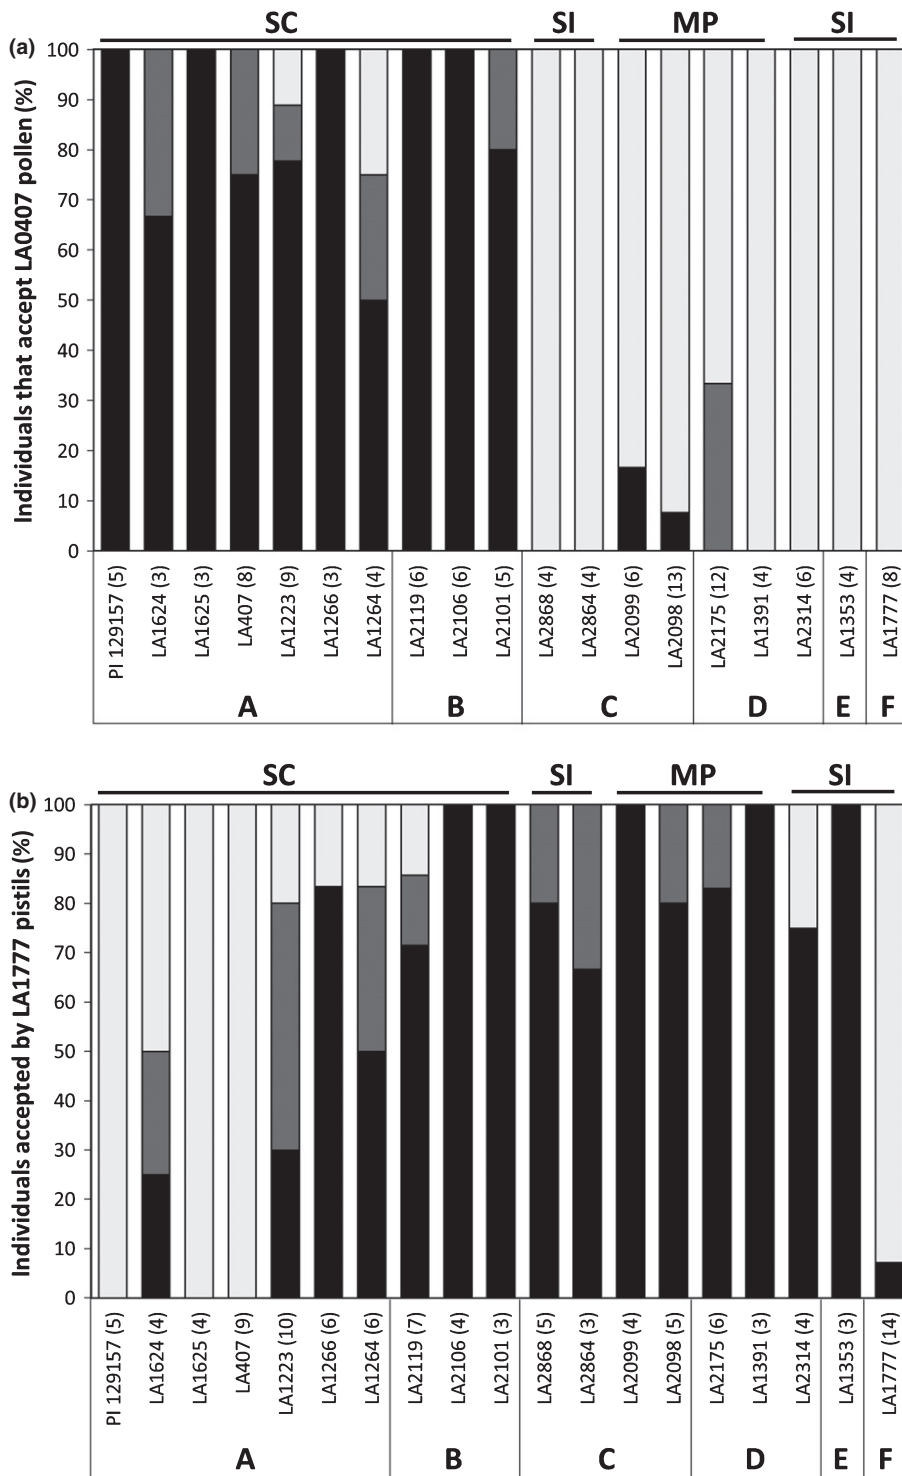 SC SI MP SI
(a)
Individuals that accept LA0407 pollen (%)
100
90
80
70
60
50
40
30
20
10
0
PI 129157 (5)
LA1624 (3)
LA1625 (3)
LA407 (8)
LA1223 (9)
LA1266 (3)
LA1264 (4)
LA2119 (6)
LA2106 (6)
LA2101 (5)
LA2868 (4)
LA2864 (4)
LA2099 (6)
LA2098 (13)
LA2175 (12)
LA1391 (4)
LA2314 (6)
LA1353 (4)
LA1777 (8)
A B C D E F
SC SI MP SI
(b)
Individuals accepted by LA1777 pistils (%)
100
90
80
70
60
50
40
30
20
10
0
PI 129157 (5)
LA1624 (4)
LA1625 (4)
LA407 (9)
LA1223 (10)
LA1266 (6)
LA1264 (6)
LA2119 (7)
LA2106 (4)
LA2101 (3)
LA2868 (5)
LA2864 (3)
LA2099 (4)
LA2098 (5)
LA2175 (6)
LA1391 (3)
LA2314 (4)
LA1353 (3)
LA1777 (14)
A B C D E F